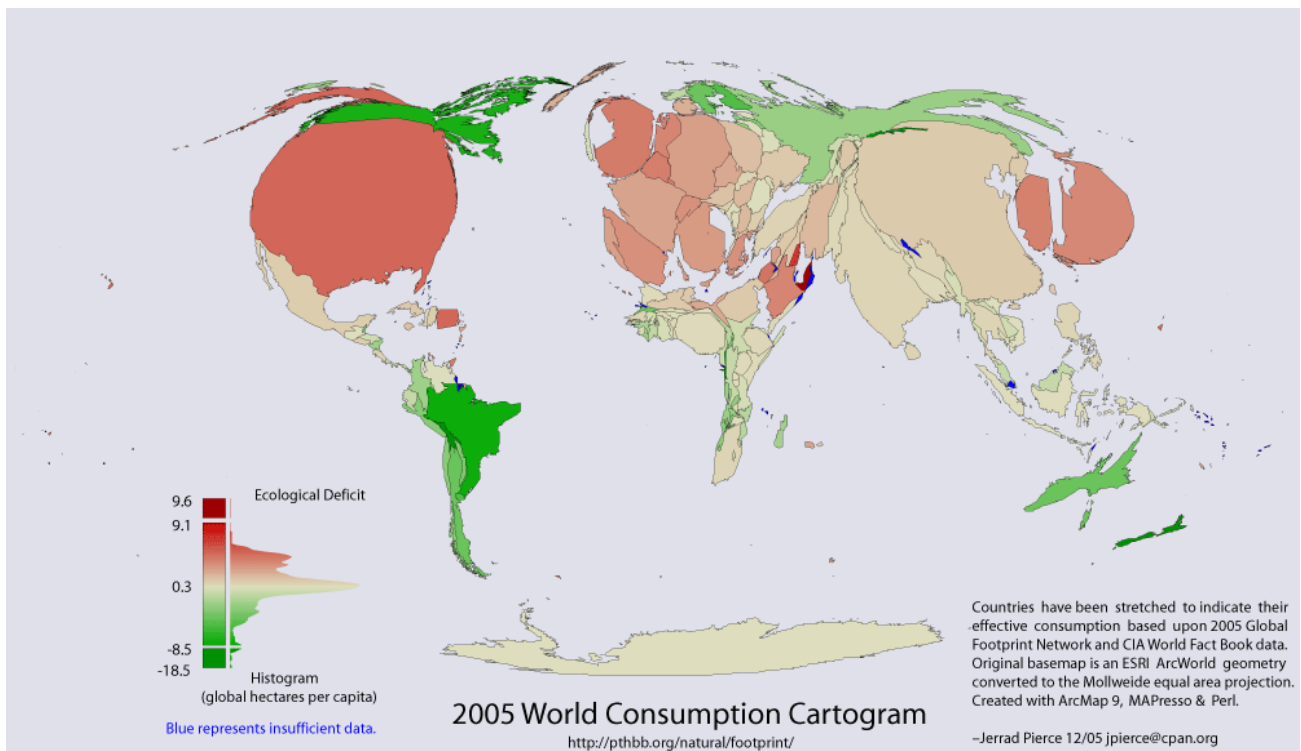 Ecological Deficit
9.6
9.1
0.3
-8.5
-18.5
Histogram
(global hectares per capita)
Blue represents insufficient data.
2005 World Consumption Cartogram
http://pthbb.org/natural/footprint/
Countries have been stretched to indicate their
effective consumption based upon 2005 Global
Footprint Network and CIA World Fact Book data.
Original basemap is an ESRI ArcWorld geometry
converted to the Mollweide equal area projection.
Created with ArcMap 9, MAPresso & Perl.
–Jerrad Pierce 12/05 jpierce@cpan.org